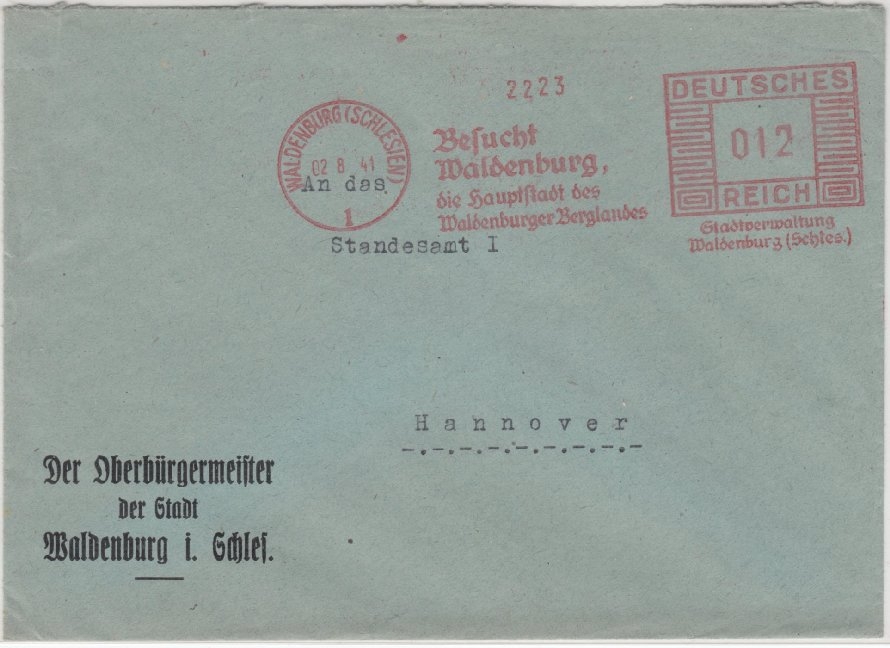 2223
DEUTSCHES
012
REICH
WALDENBURG (SCHLESIEN)
02 8 41
1
Besucht
Waldenburg,
die Hauptstadt des
Waldenburger Berglandes
Stadtverwaltung
Waldenburg (Schles.)
An das
Standesamt I
Hannover
Der Oberbürgermeister
der Stadt
Waldenburg i. Schles.